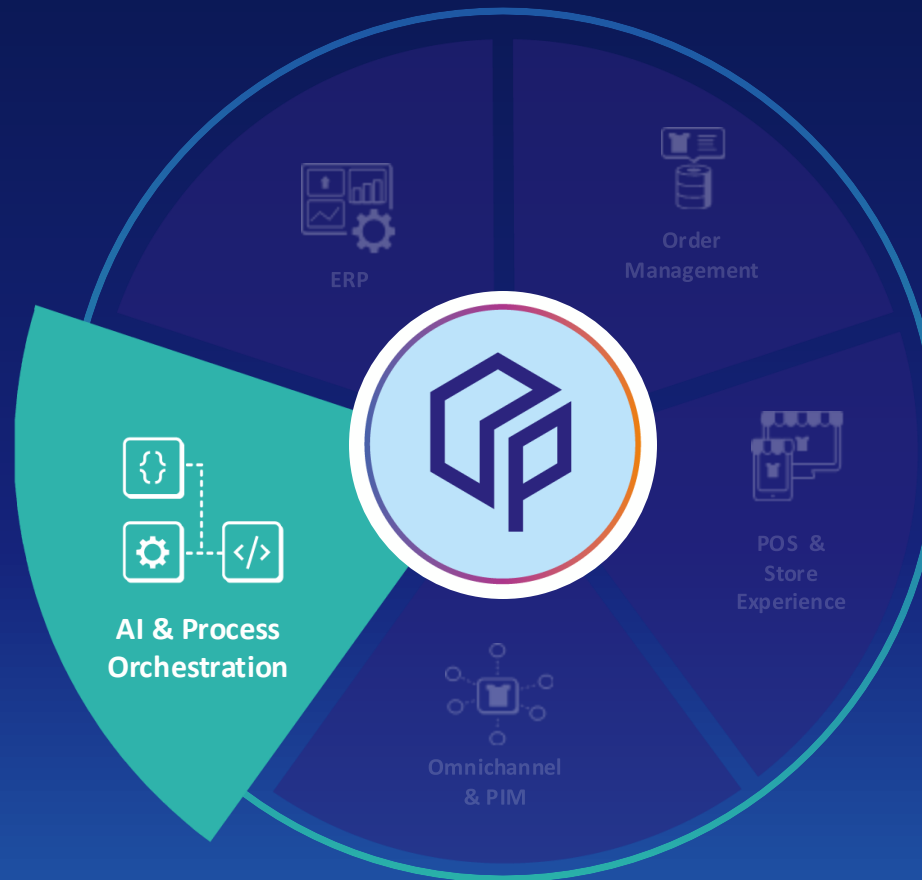 ERP
Order
Management
{}
</>
AI & Process
Orchestration
POS &
Store
Experience
Omnichannel
& PIM